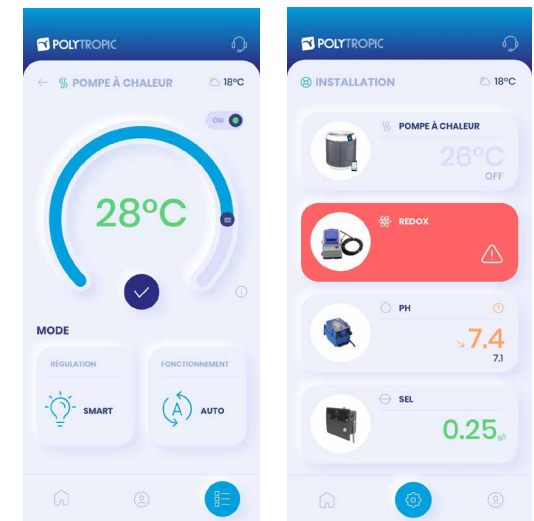 POLYTROPIC
POMPE À CHALEUR
18°C
ON
28°C
MODE
RÉGULATION
SMART
FONCTIONNEMENT
A
AUTO
POLYTROPIC
INSTALLATION
18°C
POMPE À CHALEUR
26°C
OFF
REDOX
PH
7.4
7.1
SEL
0.25 g/l